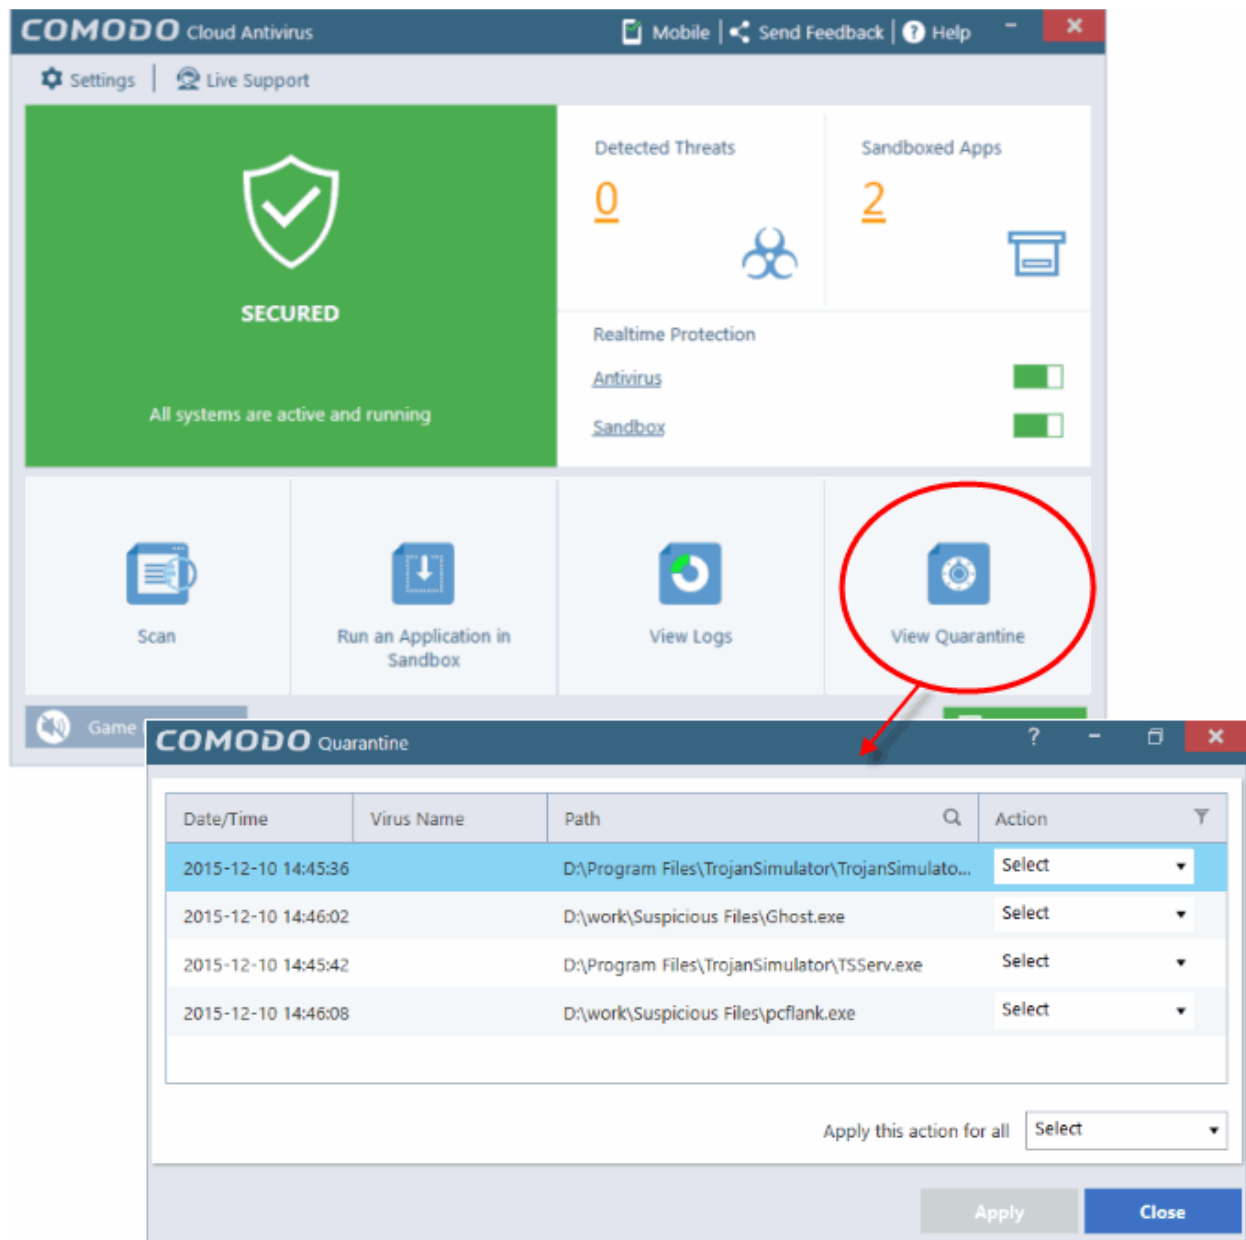 COMODO Cloud Antivirus
Mobile
Send Feedback
? Help
Settings
Live Support
Detected Threats
0
Sandboxed Apps
2
SECURED
All systems are active and running
Realtime Protection
Antivirus
Sandbox
Scan
Run an Application in
Sandbox
View Logs
View Quarantine
Game
COMODO Quarantine
?
Date/Time Virus Name Path Action
2015-12-10 14:45:36 D:\Program Files\TrojanSimulator\TrojanSimulato... Select
2015-12-10 14:46:02 D:\work\Suspicious Files\Ghost.exe Select
2015-12-10 14:45:42 D:\Program Files\TrojanSimulator\TSServ.exe Select
2015-12-10 14:46:08 D:\work\Suspicious Files\pcflank.exe Select
Apply this action for all Select
Apply
Close